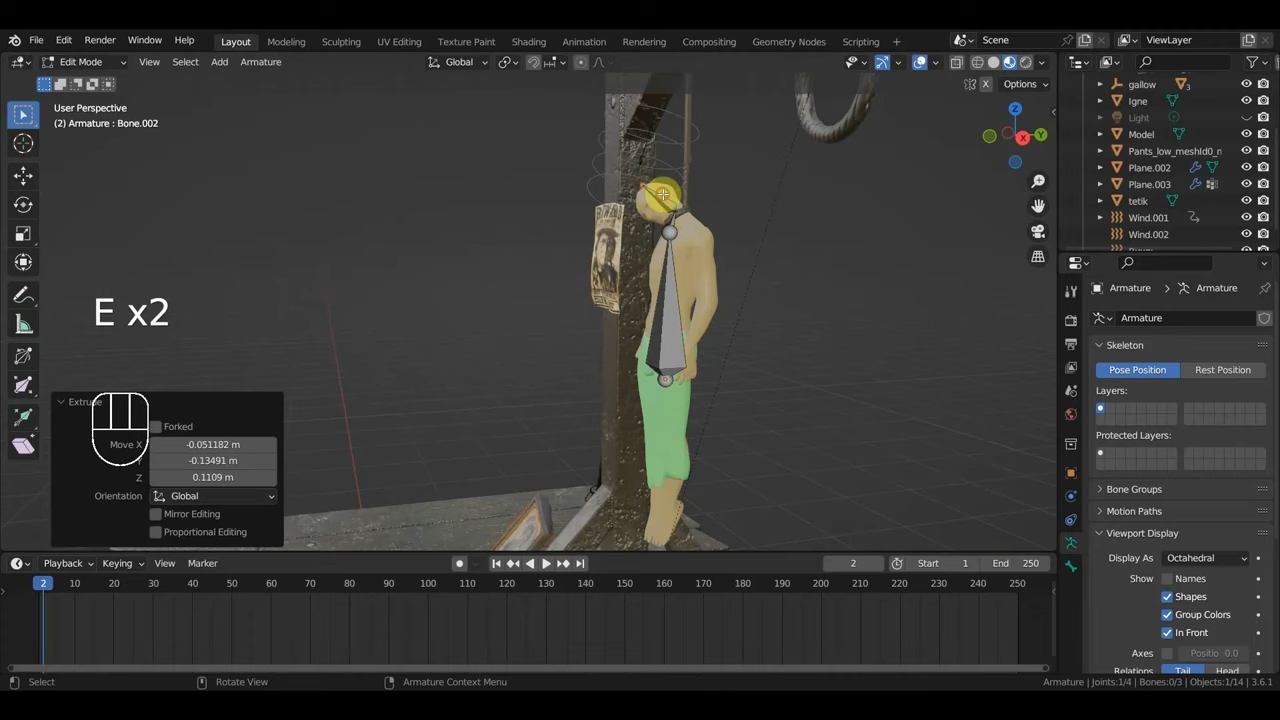 File Edit Render Window Help Layout Modeling Sculpting UV Editing Texture Paint Shading Animation Rendering Compositing Geometry Nodes Scripting + Scene ViewLayer
Edit Mode View Select Add Armature Global
X Options
User Perspective
(2) Armature : Bone.002
gallow 3
Igne
Light
Model
Pants_low_meshId0_n
Plane.002
Plane.003
tetik
Wind.001
Wind.002
X Y Z
E x2
Armature Armature
Armature
Skeleton
Pose Position Rest Position
Layers:
Protected Layers:
Bone Groups
Motion Paths
Viewport Display
Display As Octahedral
Show Names
Shapes
Group Colors
In Front
Axes Positio 0.0
Relations Tail Head
Forked
Move X -0.051182 m
-0.13491 m
Z 0.1109 m
Orientation Global
Mirror Editing
Proportional Editing
Playback Keying View Marker 2 Start 1 End 250
2 10 20 30 40 50 60 70 80 90 100 110 120 130 140 150 160 170 180 190 200 210 220 230 240 250
Select Rotate View Armature Context Menu Armature | Joints:1/4 | Bones:0/3 | Objects:1/14 | 3.6.1